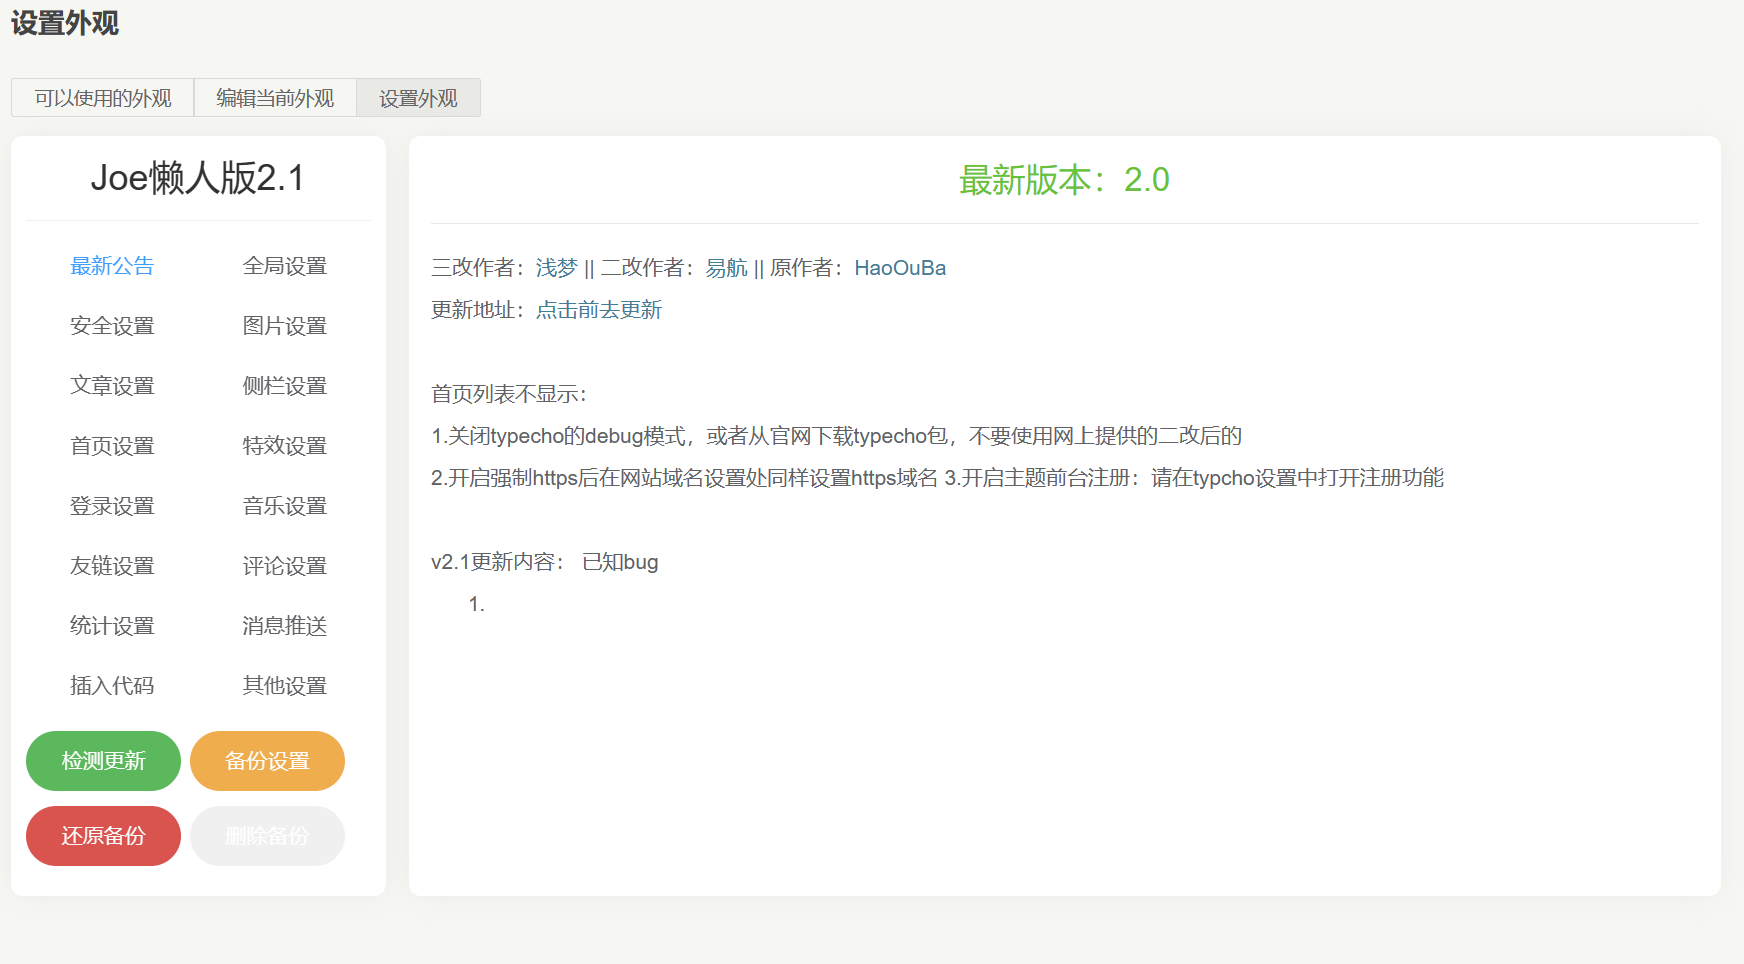 设置外观
可以使用的外观 编辑当前外观 设置外观
Joe懒人版2.1
最新公告 全局设置
安全设置 图片设置
文章设置 侧栏设置
首页设置 特效设置
登录设置 音乐设置
友链设置 评论设置
统计设置 消息推送
插入代码 其他设置
检测更新 备份设置
还原备份 删除备份
最新版本：2.0
三改作者：浅梦 || 二改作者：易航 || 原作者：HaoOuBa
更新地址：点击前去更新
首页列表不显示：
1.关闭typecho的debug模式，或者从官网下载typecho包，不要使用网上提供的二改后的
2.开启强制https后在网站域名设置处同样设置https域名 3.开启主题前台注册：请在typcho设置中打开注册功能
v2.1更新内容： 已知bug
1.